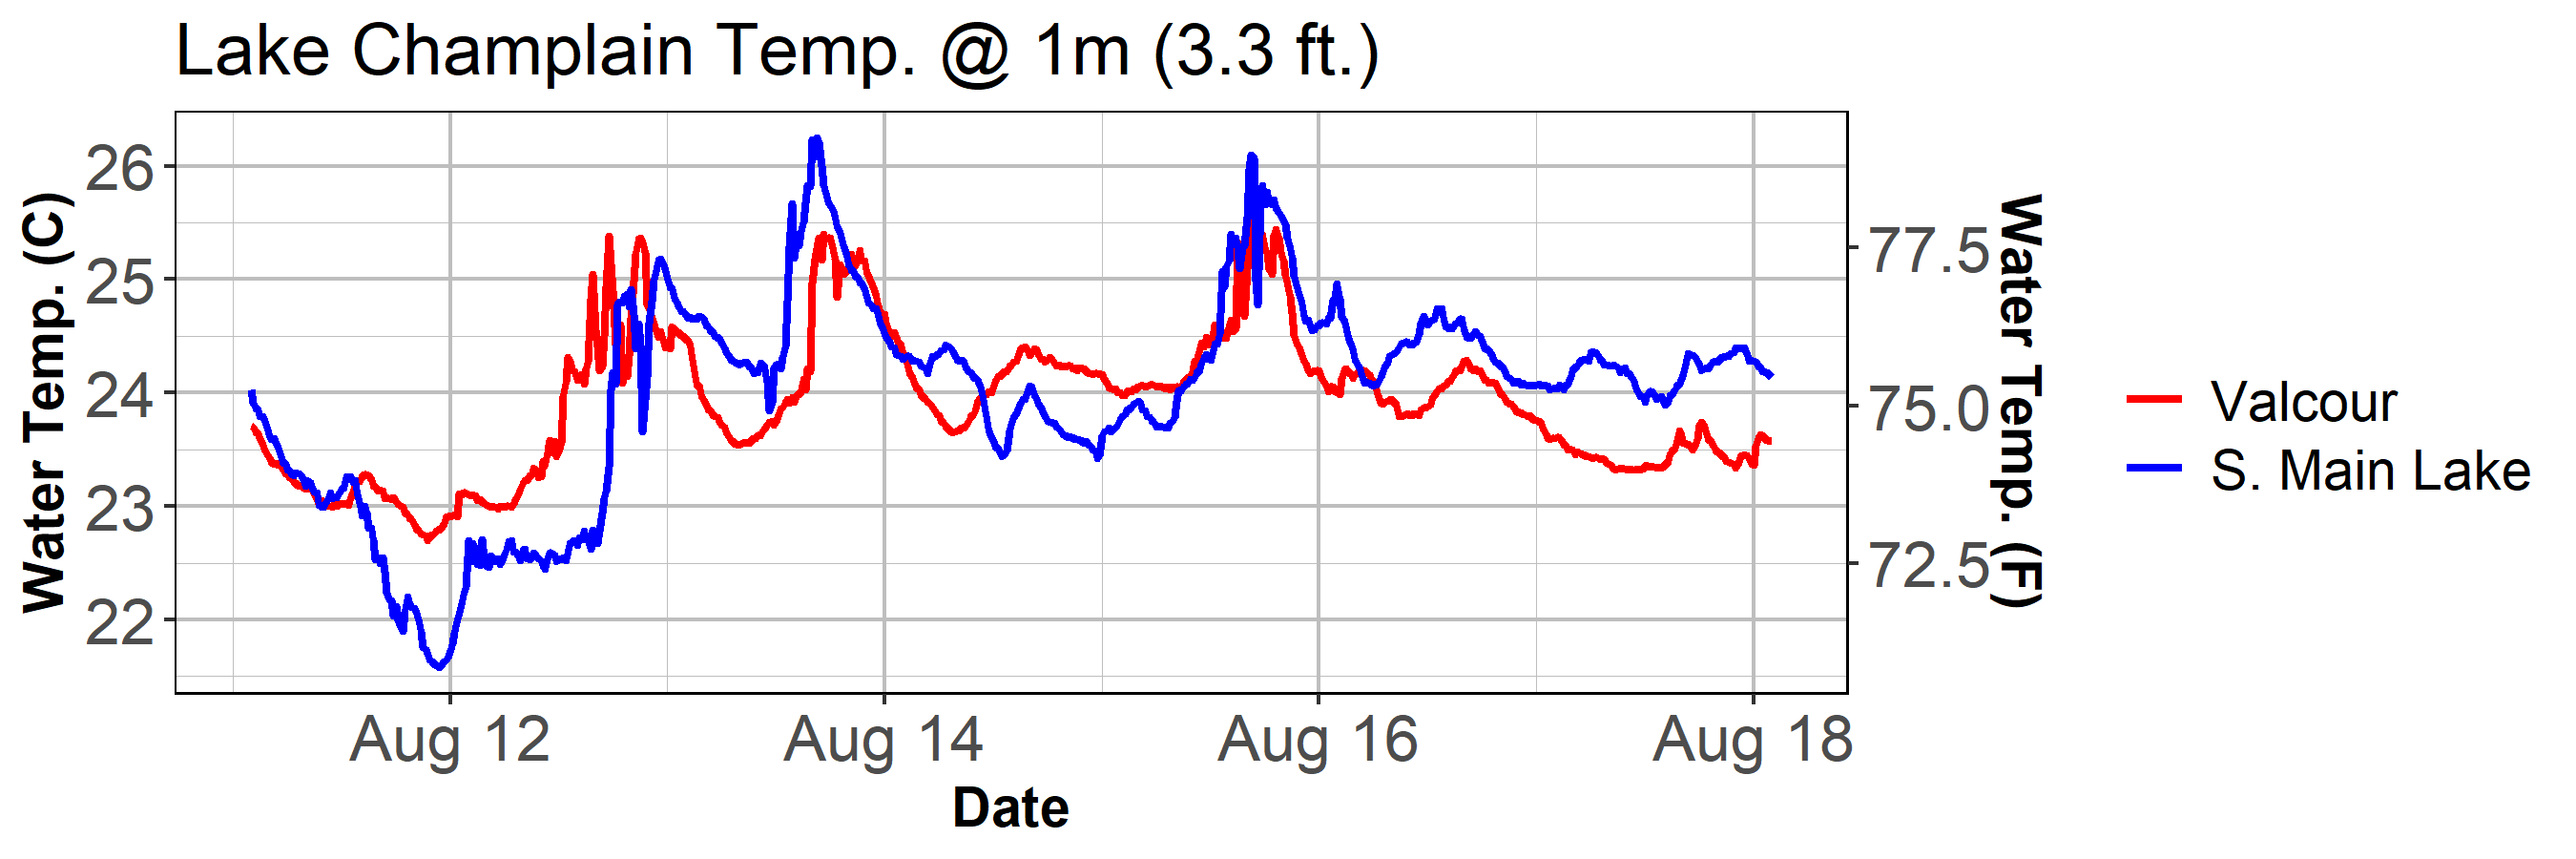 Lake Champlain Temp. @ 1m (3.3 ft.)
Water Temp. (C)
26
25
24
23
22
77.5
75.0
72.5
Water Temp. (F)
Aug 12
Aug 14
Aug 16
Aug 18
Date
Valcour
S. Main Lake